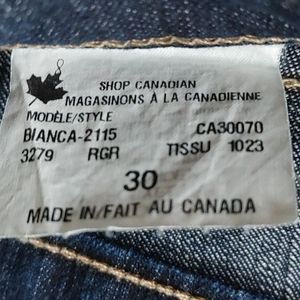 SHOP CANADIAN
MAGASINONS À LA CANADIENNE
MODÈLE/STYLE
BIANCA-2115 CA30070
3279 RGR TISSU 1023
30
MADE IN/FAIT AU CANADA